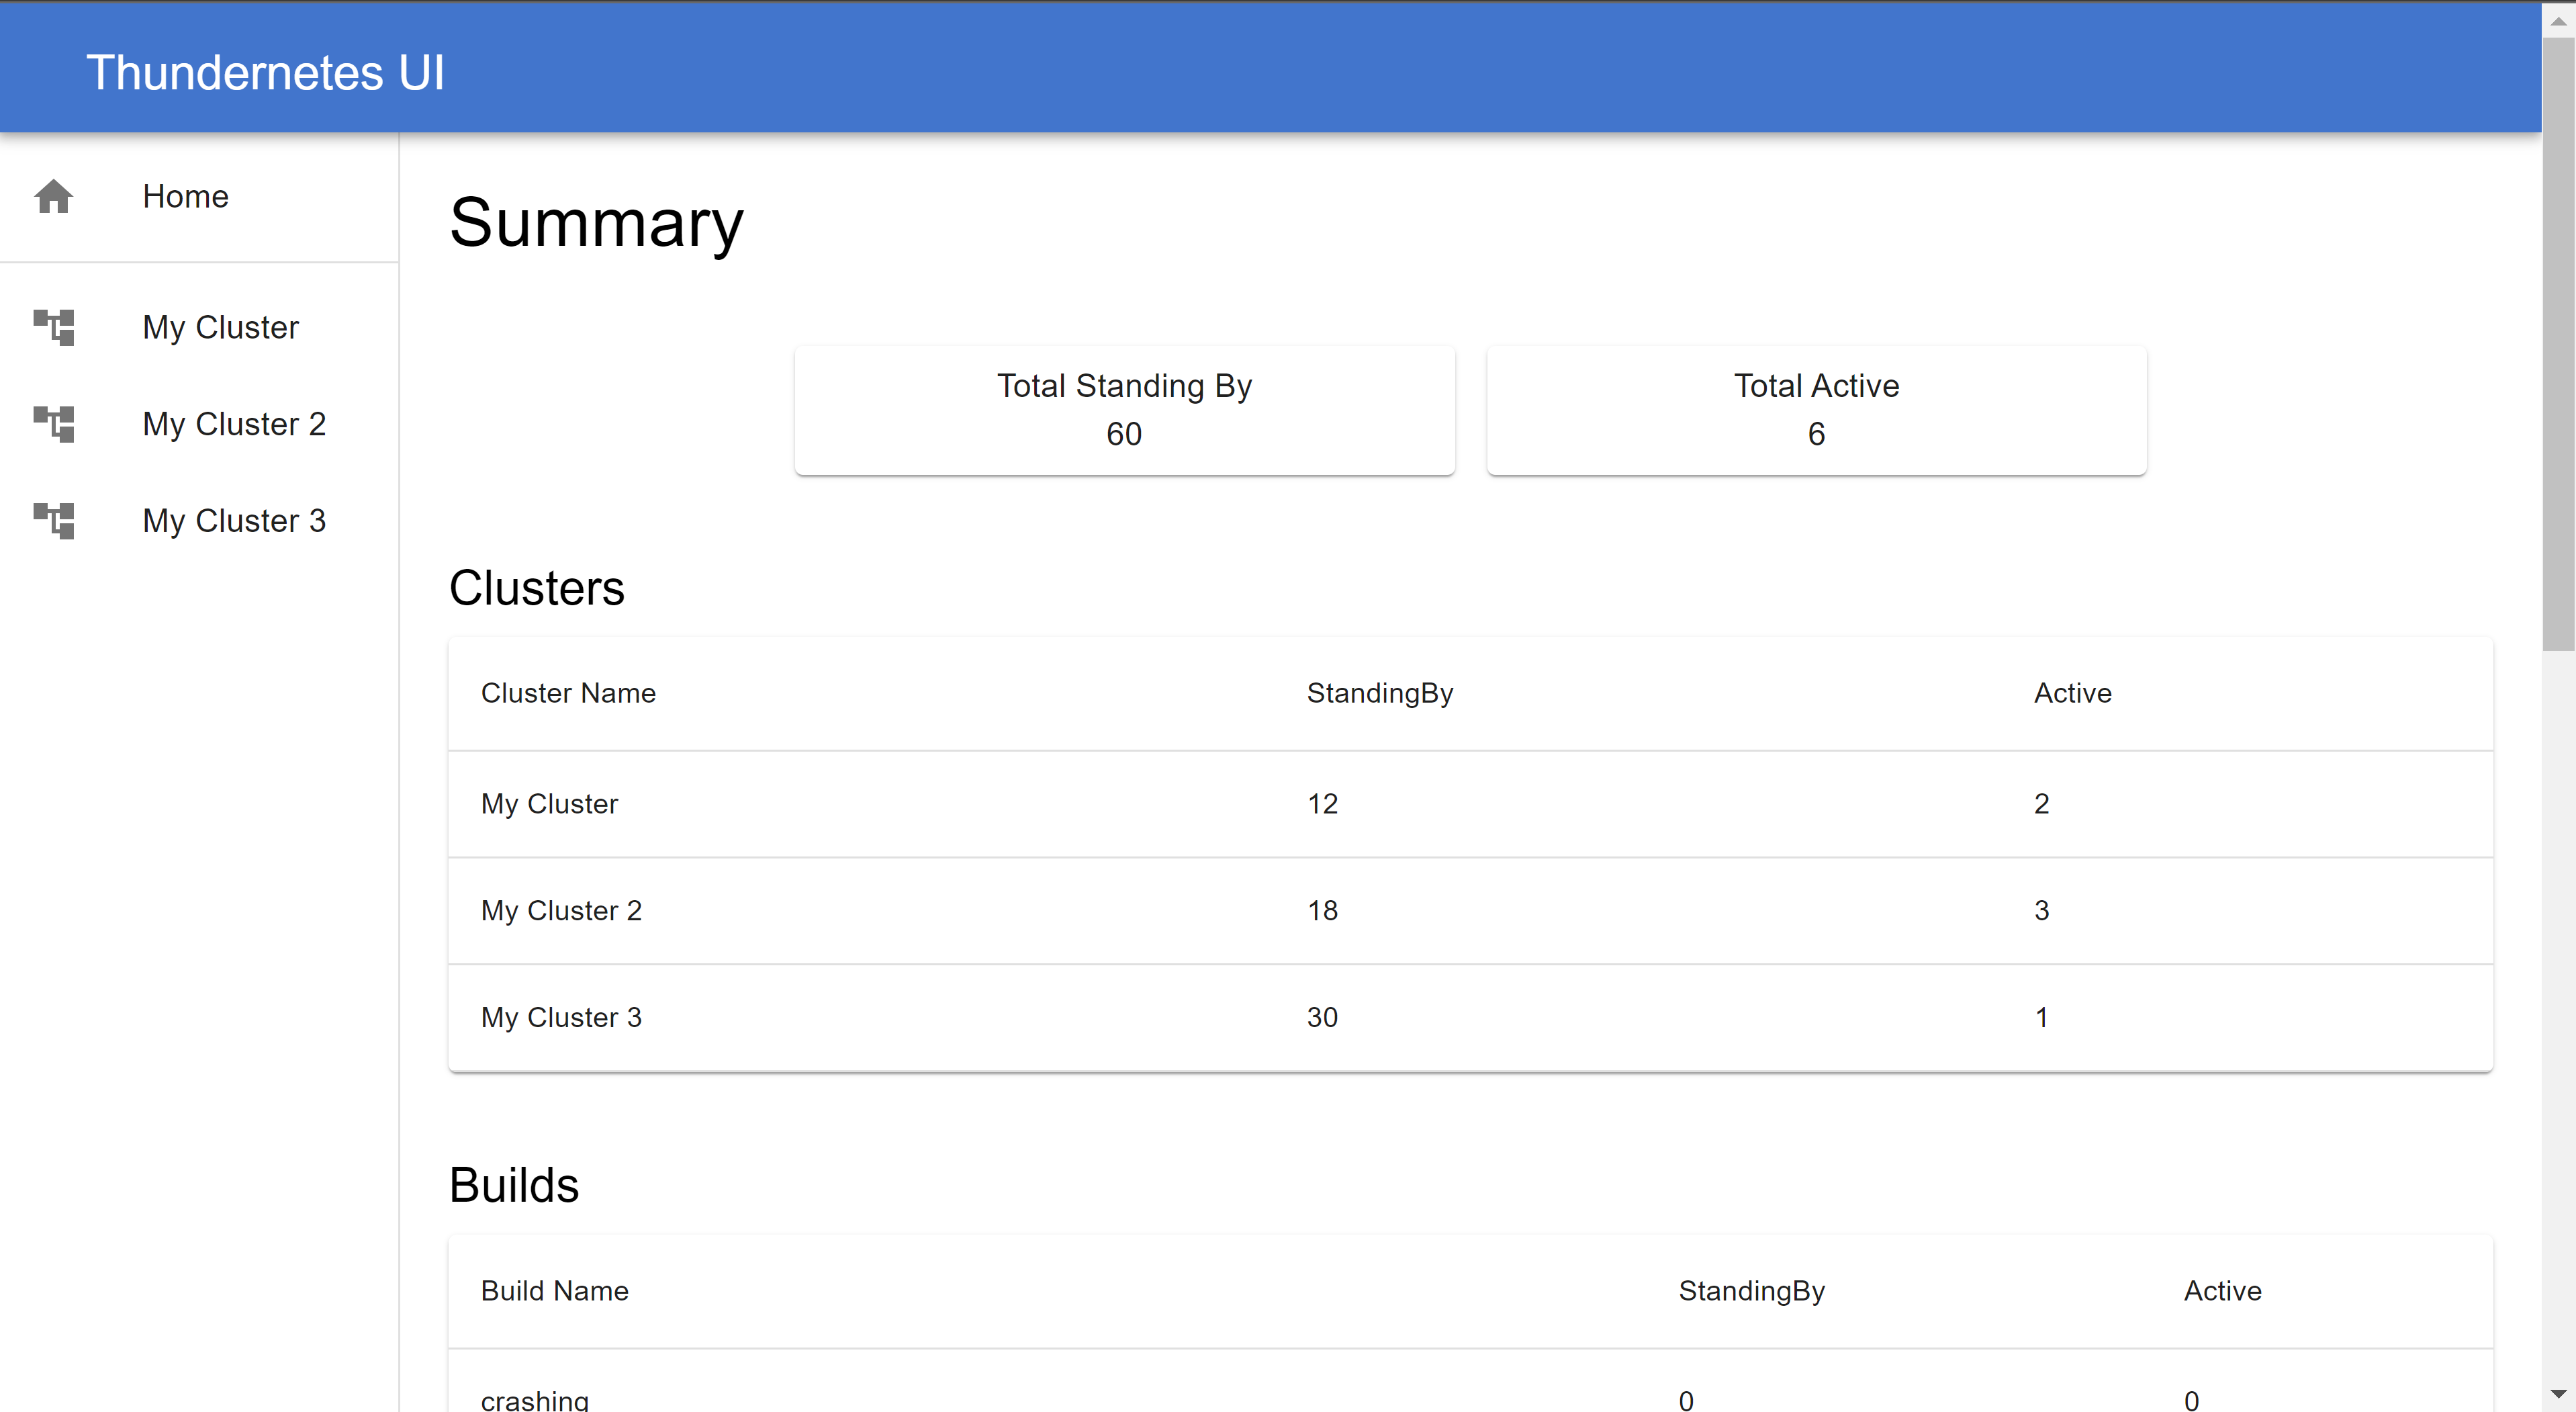 Thundernetes UI
Home
My Cluster
My Cluster 2
My Cluster 3
Summary
Total Standing By
60
Total Active
6
Clusters
Cluster Name StandingBy Active
My Cluster 12 2
My Cluster 2 18 3
My Cluster 3 30 1
Builds
Build Name StandingBy Active
crashing 0 0